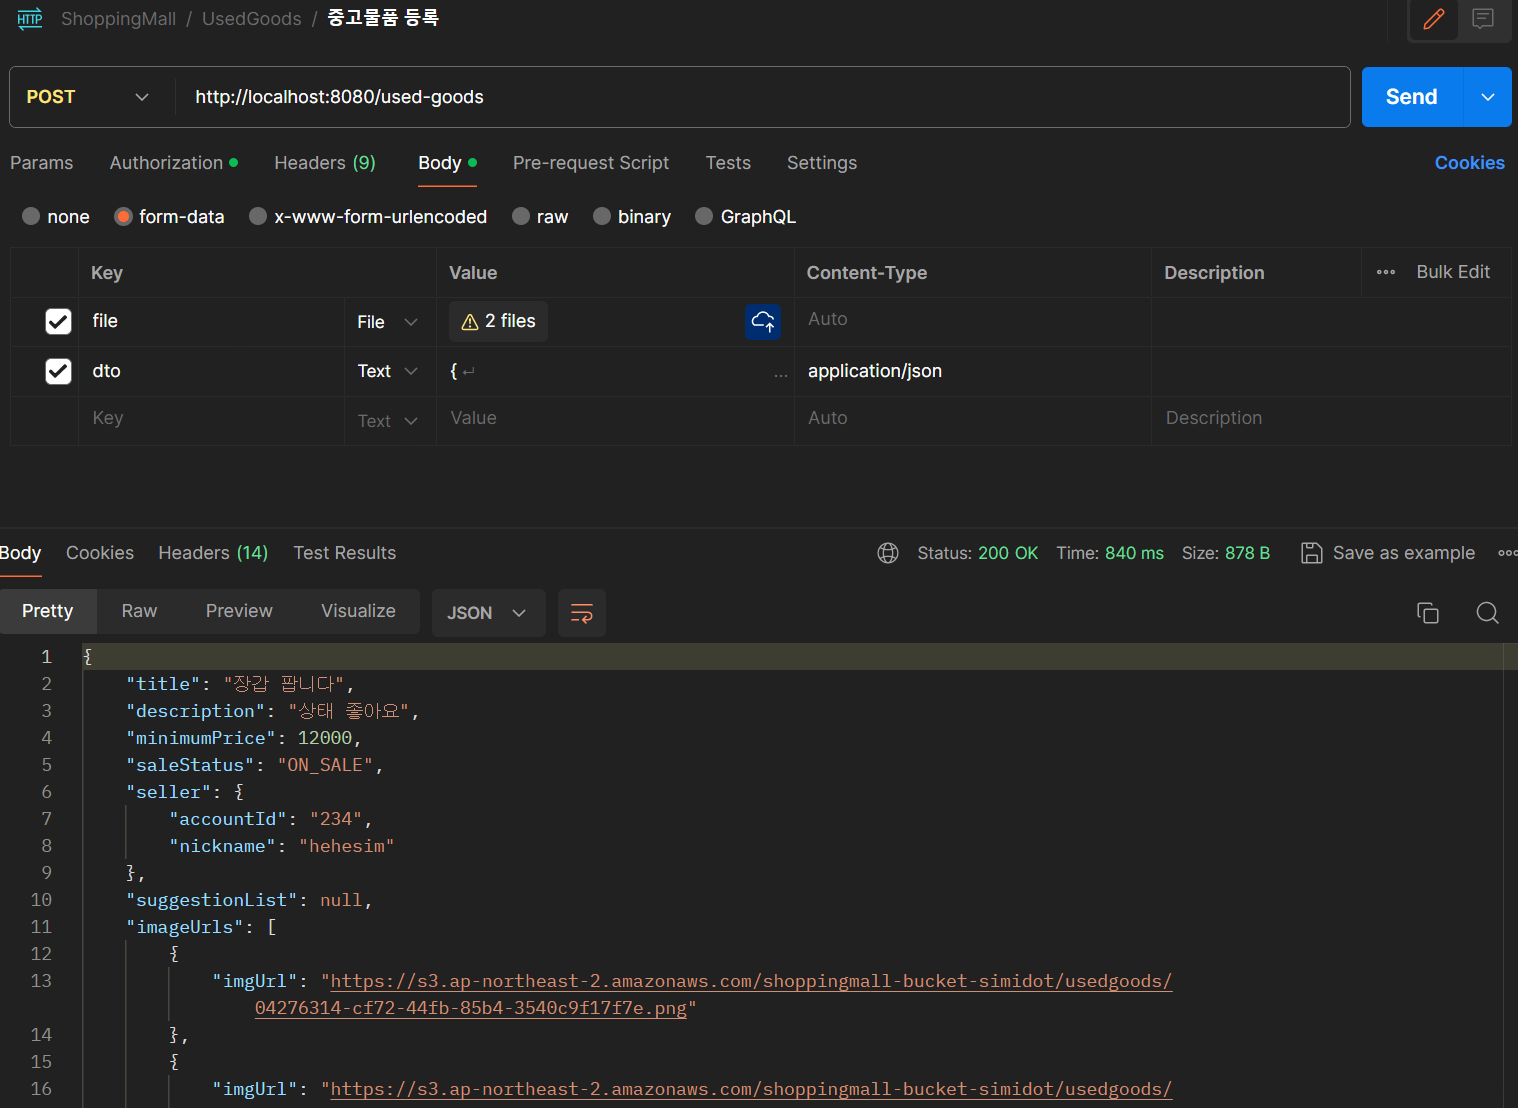 HTTP ShoppingMall / UsedGoods / 중고물품 등록
POST http://localhost:8080/used-goods Send
Params Authorization Headers (9) Body Pre-request Script Tests Settings Cookies
none form-data x-www-form-urlencoded raw binary GraphQL
Key Value Content-Type Description ••• Bulk Edit
file File 2 files Auto
dto Text { ↵ ... application/json
Key Text Value Auto Description
Body Cookies Headers (14) Test Results Status: 200 OK Time: 840 ms Size: 878 B Save as example
Pretty Raw Preview Visualize JSON
1 {
2 "title": "장갑 팝니다",
3 "description": "상태 좋아요",
4 "minimumPrice": 12000,
5 "saleStatus": "ON_SALE",
6 "seller": {
7 "accountId": "234",
8 "nickname": "hehesim"
9 },
10 "suggestionList": null,
11 "imageUrls": [
12 {
13 "imgUrl": "https://s3.ap-northeast-2.amazonaws.com/shoppingmall-bucket-simidot/usedgoods/
04276314-cf72-44fb-85b4-3540c9f17f7e.png"
14 },
15 {
16 "imgUrl": "https://s3.ap-northeast-2.amazonaws.com/shoppingmall-bucket-simidot/usedgoods/